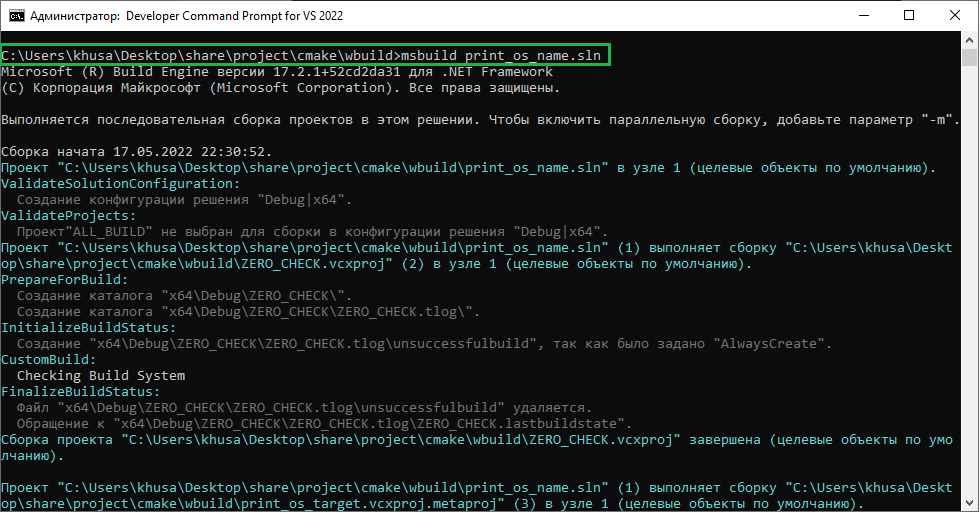 Администратор: Developer Command Prompt for VS 2022
C:\Users\khusa\Desktop\share\project\cmake\wbuild>msbuild print_os_name.sln
Microsoft (R) Build Engine версии 17.2.1+52cd2da31 для .NET Framework
(C) Корпорация Майкрософт (Microsoft Corporation). Все права защищены.
Выполняется последовательная сборка проектов в этом решении. Чтобы включить параллельную сборку, добавьте параметр "-m".
Сборка начата 17.05.2022 22:30:52.
Проект "C:\Users\khusa\Desktop\share\project\cmake\wbuild\print_os_name.sln" в узле 1 (целевые объекты по умолчанию).
ValidateSolutionConfiguration:
  Создание конфигурации решения "Debug|x64".
ValidateProjects:
  Проект"ALL_BUILD" не выбран для сборки в конфигурации решения "Debug|x64".
Проект "C:\Users\khusa\Desktop\share\project\cmake\wbuild\print_os_name.sln" (1) выполняет сборку "C:\Users\khusa\Deskt
op\share\project\cmake\wbuild\ZERO_CHECK.vcxproj" (2) в узле 1 (целевые объекты по умолчанию).
PrepareForBuild:
  Создание каталога "x64\Debug\ZERO_CHECK\".
  Создание каталога "x64\Debug\ZERO_CHECK\ZERO_CHECK.tlog\".
InitializeBuildStatus:
  Создание "x64\Debug\ZERO_CHECK\ZERO_CHECK.tlog\unsuccessfulbuild", так как было задано "AlwaysCreate".
CustomBuild:
  Checking Build System
FinalizeBuildStatus:
  Файл "x64\Debug\ZERO_CHECK\ZERO_CHECK.tlog\unsuccessfulbuild" удаляется.
  Обращение к "x64\Debug\ZERO_CHECK\ZERO_CHECK.tlog\ZERO_CHECK.lastbuildstate".
Сборка проекта "C:\Users\khusa\Desktop\share\project\cmake\wbuild\ZERO_CHECK.vcxproj" завершена (целевые объекты по умо
лчанию).
Проект "C:\Users\khusa\Desktop\share\project\cmake\wbuild\print_os_name.sln" (1) выполняет сборку "C:\Users\khusa\Deskt
op\share\project\cmake\wbuild\print_os_target.vcxproj.metaproj" (3) в узле 1 (целевые объекты по умолчанию).